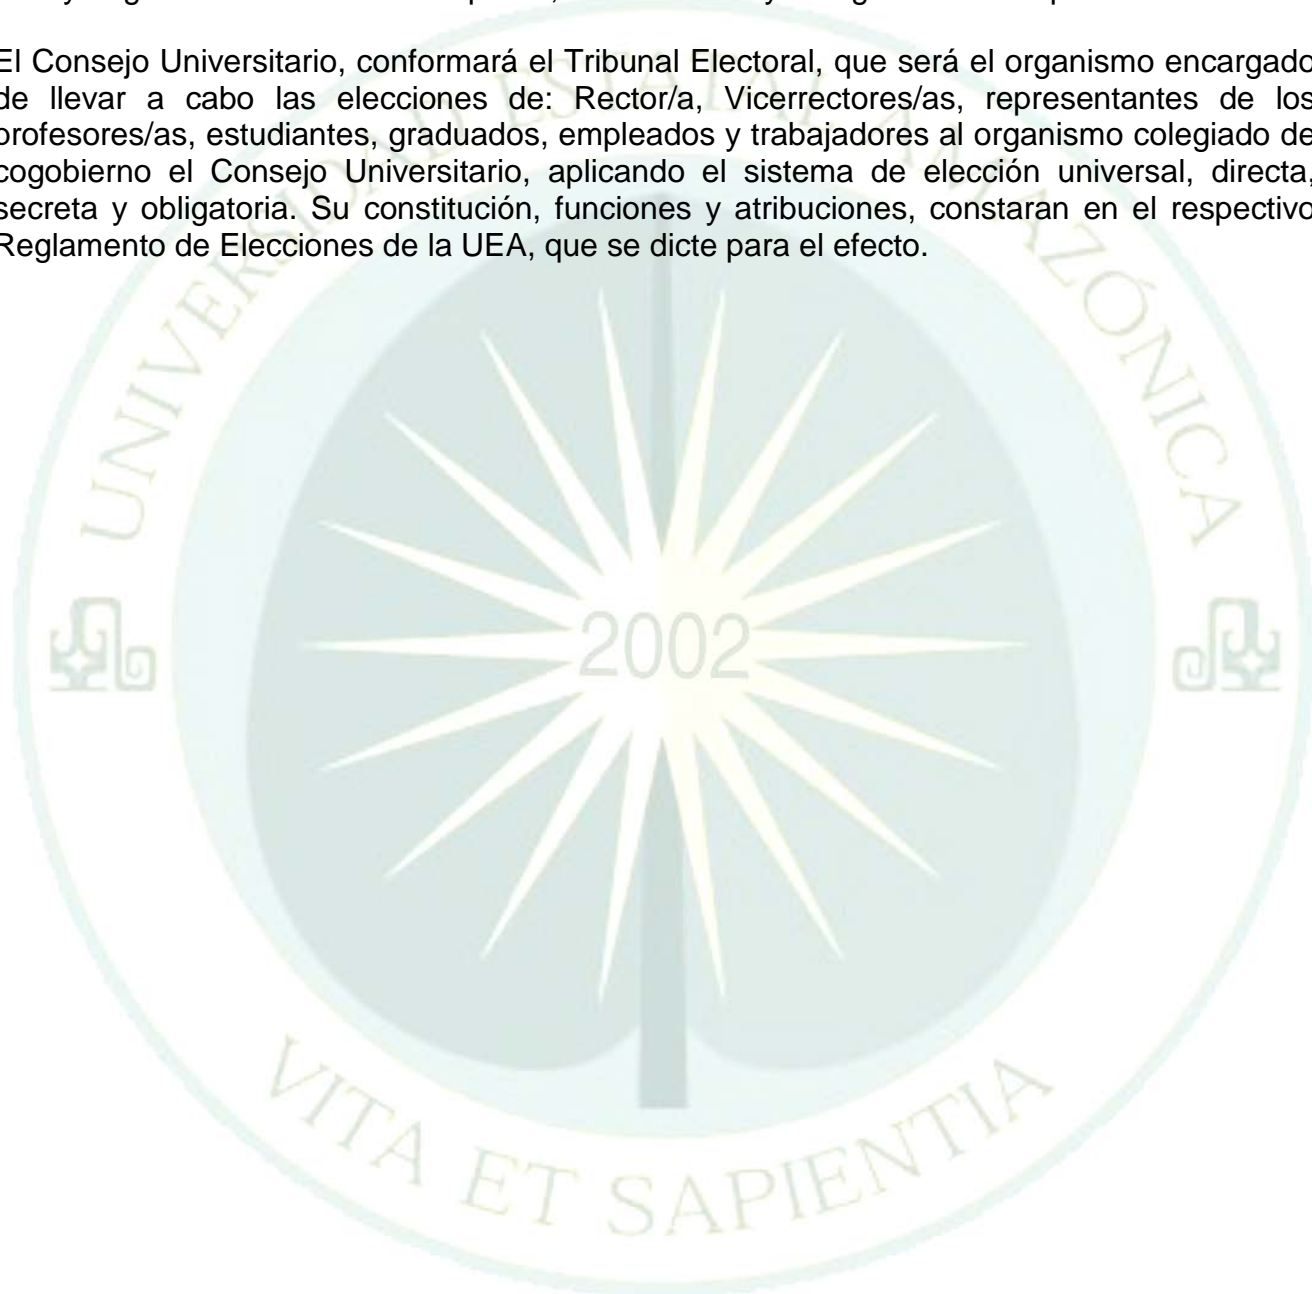 El Consejo Universitario, conformará el Tribunal Electoral, que será el organismo encargado
de llevar a cabo las elecciones de: Rector/a, Vicerrectores/as, representantes de los
profesores/as, estudiantes, graduados, empleados y trabajadores al organismo colegiado de
cogobierno el Consejo Universitario, aplicando el sistema de elección universal, directa,
secreta y obligatoria. Su constitución, funciones y atribuciones, constaran en el respectivo
Reglamento de Elecciones de la UEA, que se dicte para el efecto.
UNIVERSIDAD ESTATAL AMAZÓNICA
2002
VITA ET SAPIENTIA